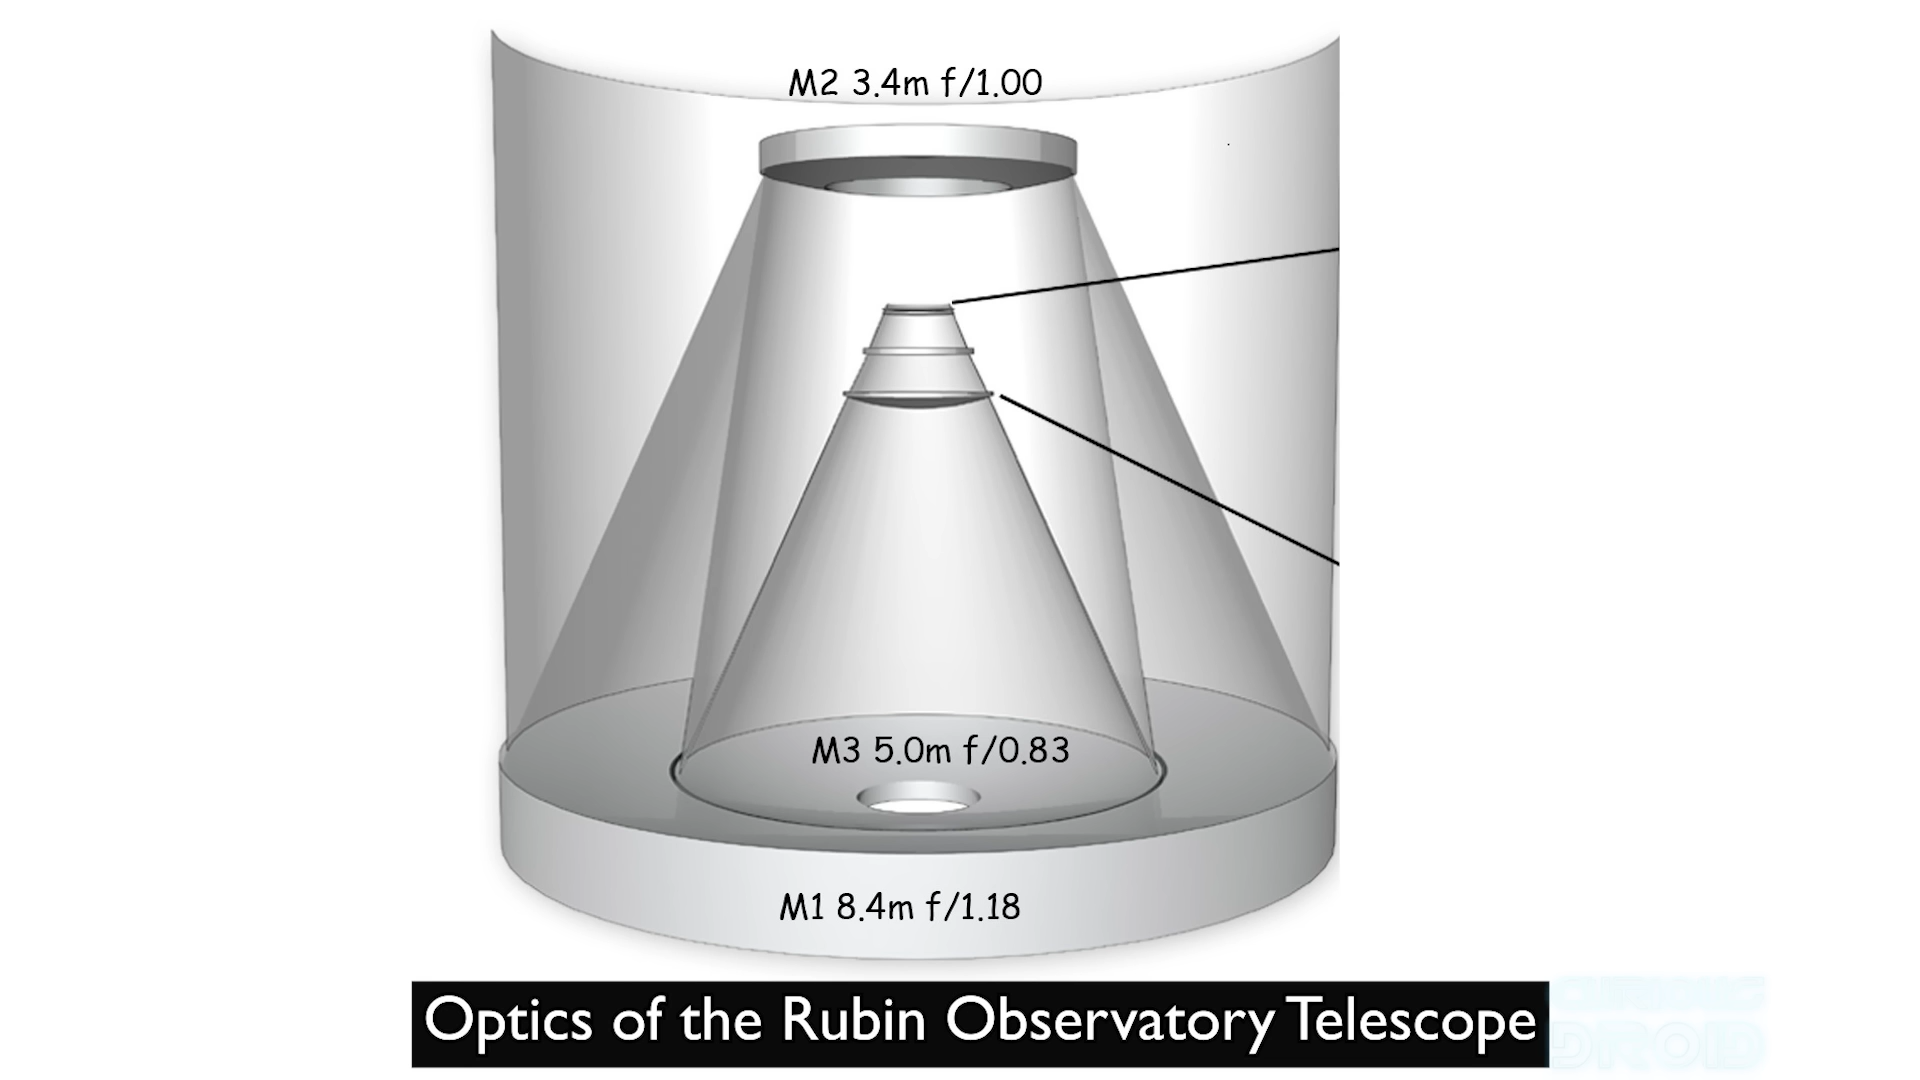 M2 3.4m f/1.00
M3 5.0m f/0.83
M1 8.4m f/1.18
Optics of the Rubin Observatory Telescope
DROID